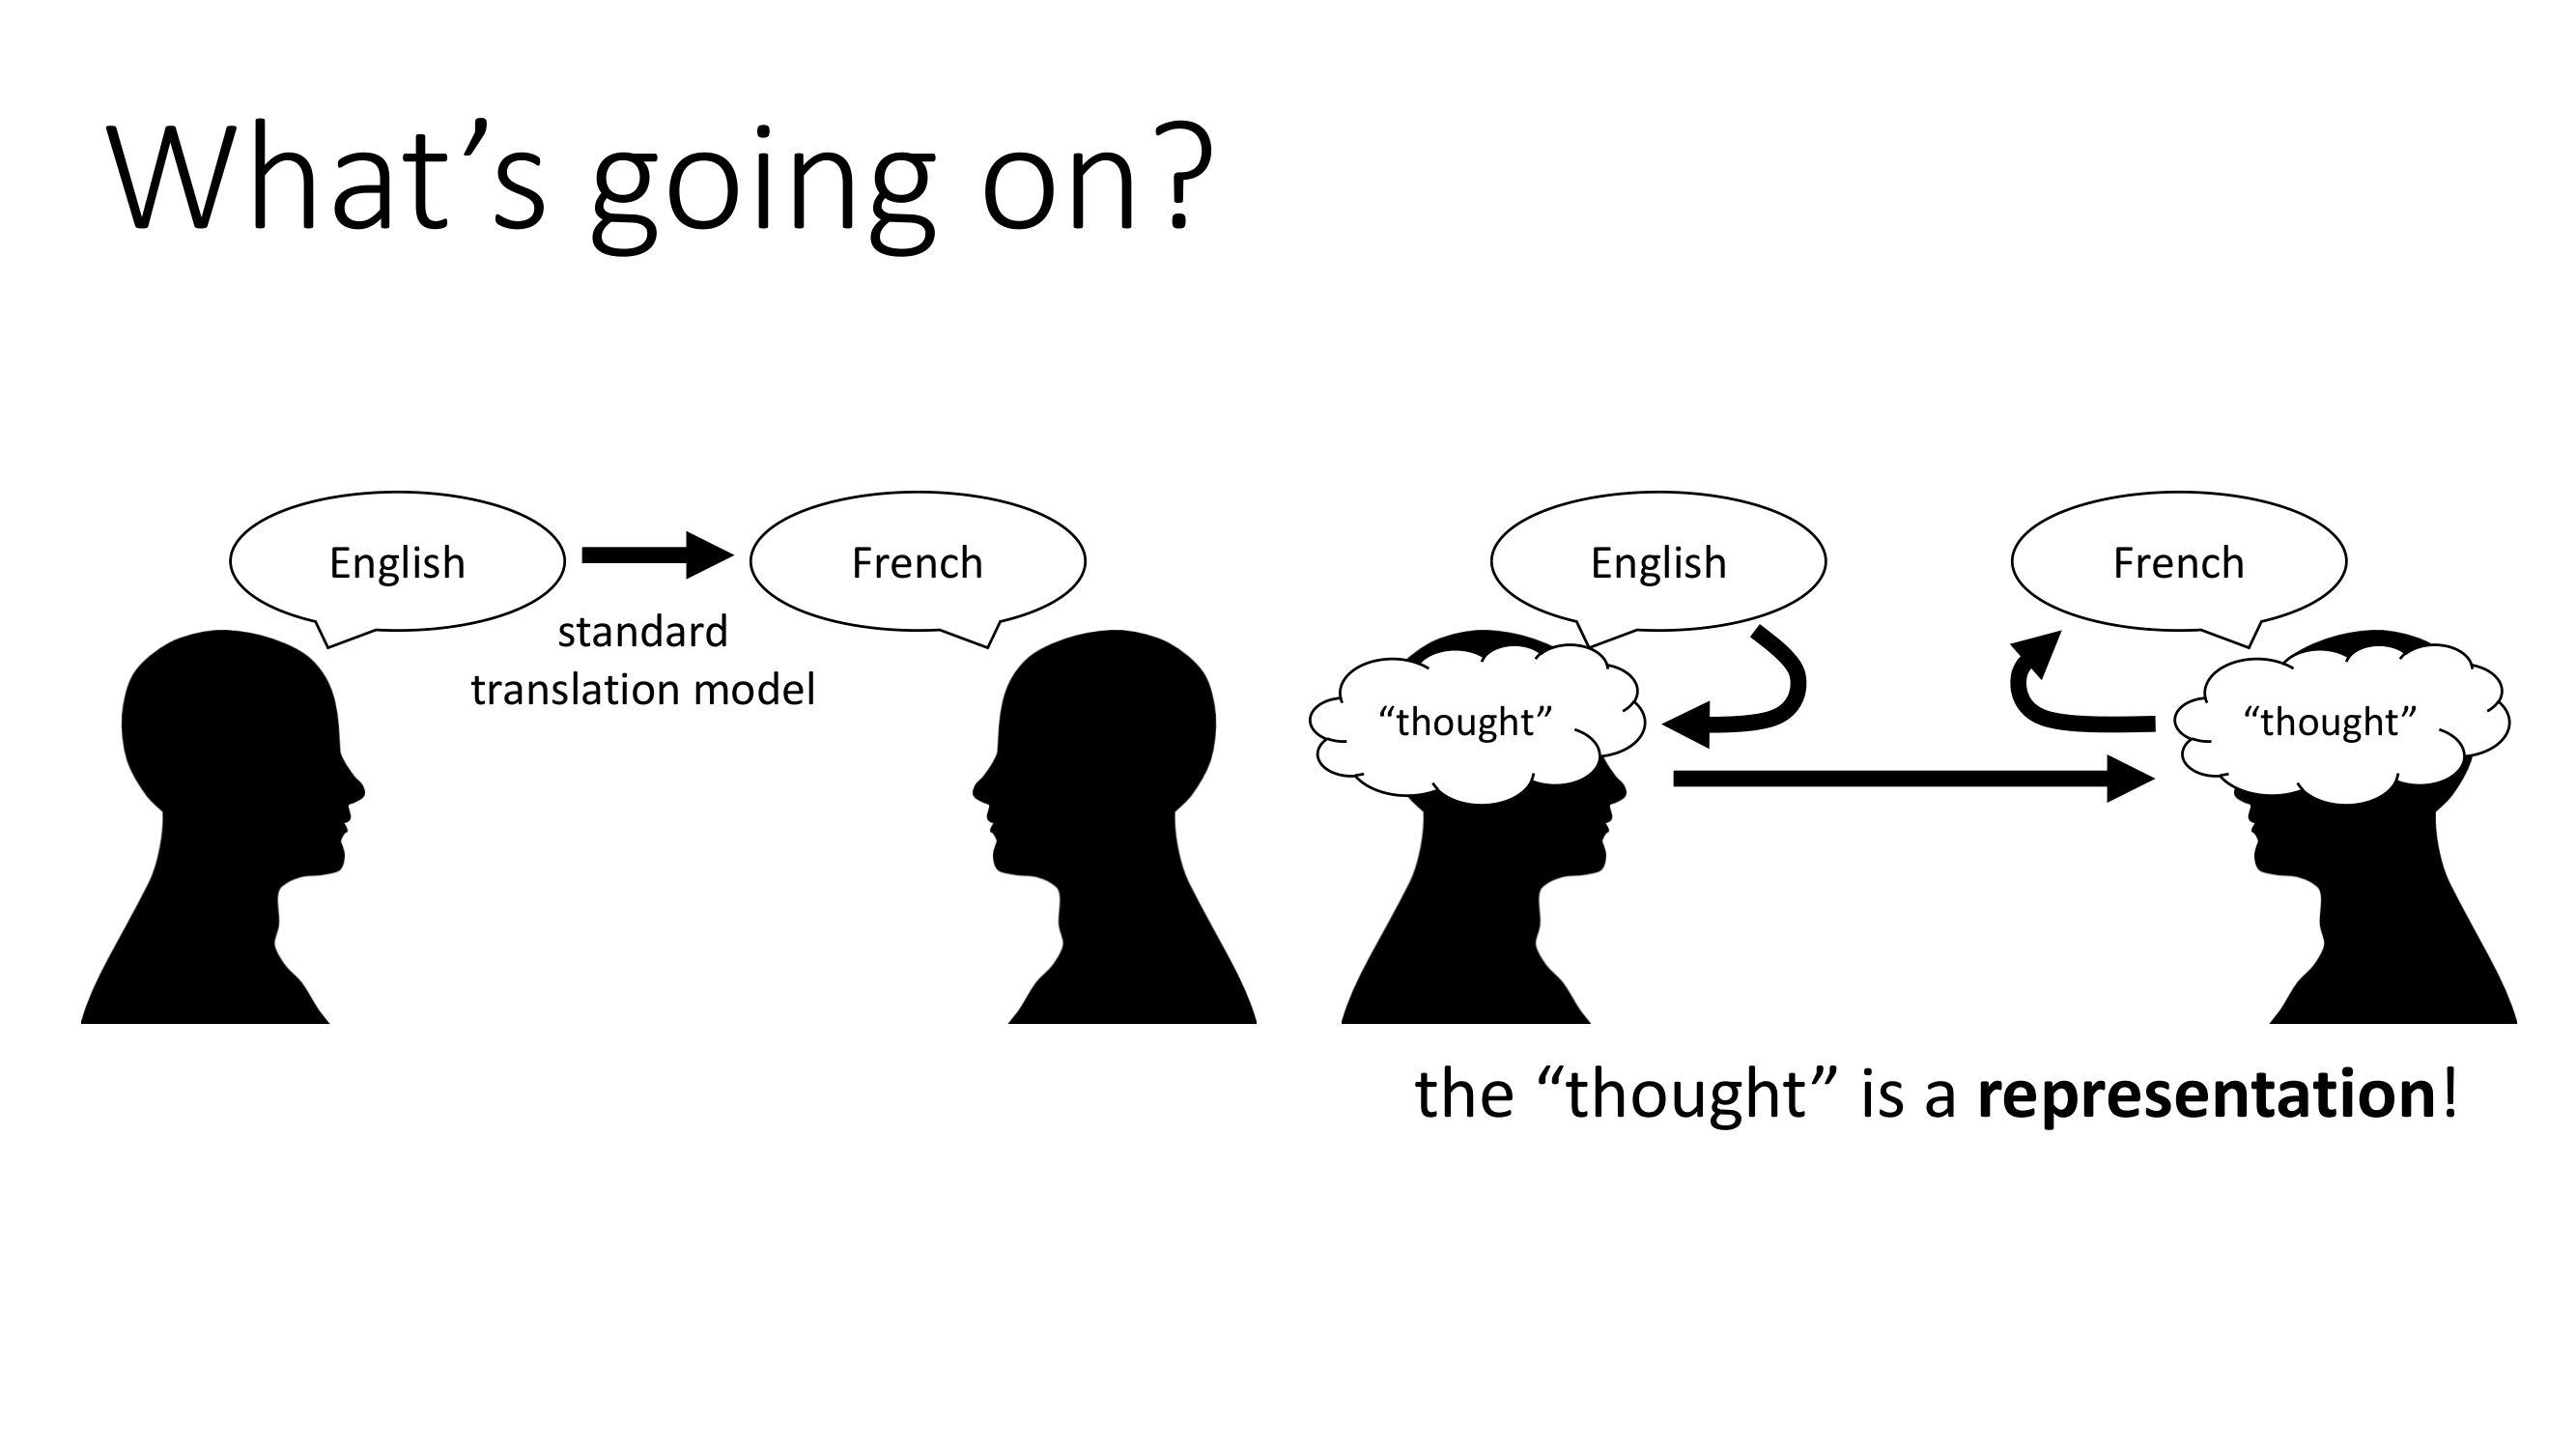 What’s going on?
English
French
standard
translation model
English
French
“thought”
“thought”
the “thought” is a representation!